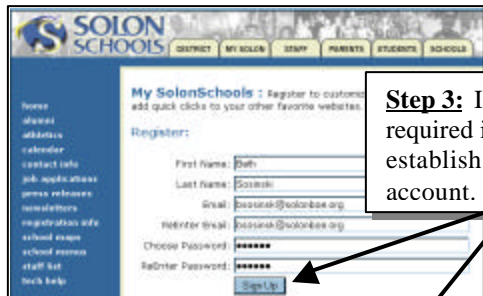 SOLON
SCHOOLS
DISTRICT MY SOLON STAFF PARENTS STUDENTS SCHOOLS
home
alumni
athletics
calendar
contact info
job applications
press releases
newsletters
registration info
school maps
school menus
staff list
tech help
My SolonSchools : Register to customiz
add quick clicks to your other favorite websites.
Register:
First Name: Beth
Last Name: Sosinski
Email: bsosinski@solonboe.org
ReEnter Email: bsosinski@solonboe.org
Choose Password: ••••••
ReEnter Password: ••••••
Sign Up
Step 3: I
required i
establish
account.